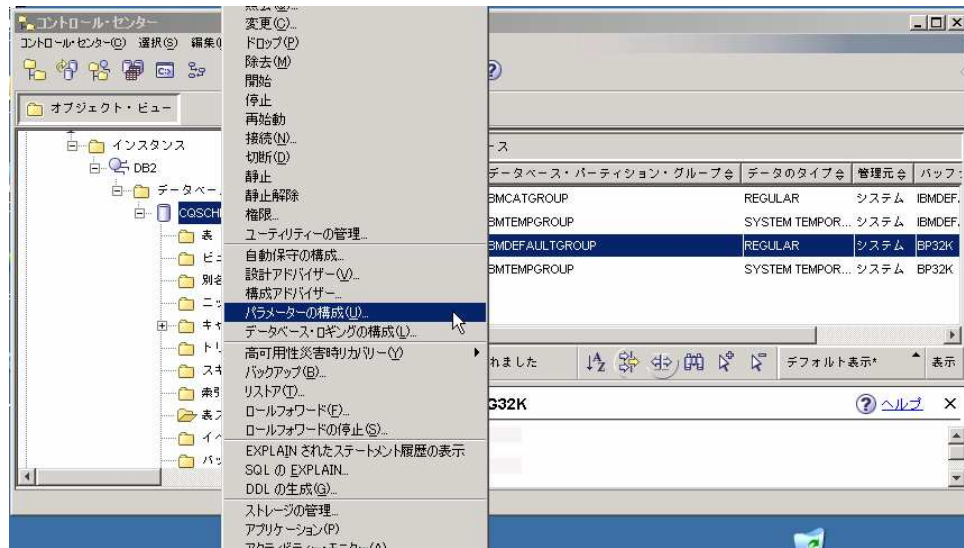 コントロール・センター
コントロール・センター(C) 選択(S) 編集(
オブジェクト・ビュー
インスタンス
DB2
データベー
CQSCH
表
ビュ
別名
ニッ
キャ
トリ
スキ
索引
表ス
イベ
パッ
変更(C)...
ドロップ(P)
除去(M)
開始
停止
再始動
接続(N)...
切断(D)
静止
静止解除
権限...
ユーティリティーの管理...
自動保守の構成...
設計アドバイザー(V)...
構成アドバイザー...
パラメーターの構成(U)...
データベース・ロギングの構成(L)...
高可用性災害時リカバリー(Y)
バックアップ(B)...
リストア(T)...
ロールフォワード(F)...
ロールフォワードの停止(S)...
EXPLAIN されたステートメント履歴の表示
SQL の EXPLAIN...
DDL の生成(G)...
ストレージの管理...
アプリケーション(P)
アクティビティー・モニター(A)
ース
データベース・パーティション・グループ データのタイプ 管理元 バッフ
BMCATGROUP REGULAR システム IBMDEF.
BMTEMPGROUP SYSTEM TEMPOR... システム IBMDEF.
BMDEFAULTGROUP REGULAR システム BP32K
BMTEMPGROUP SYSTEM TEMPOR... システム BP32K
れました デフォルト表示* 表示
G32K ヘルプ